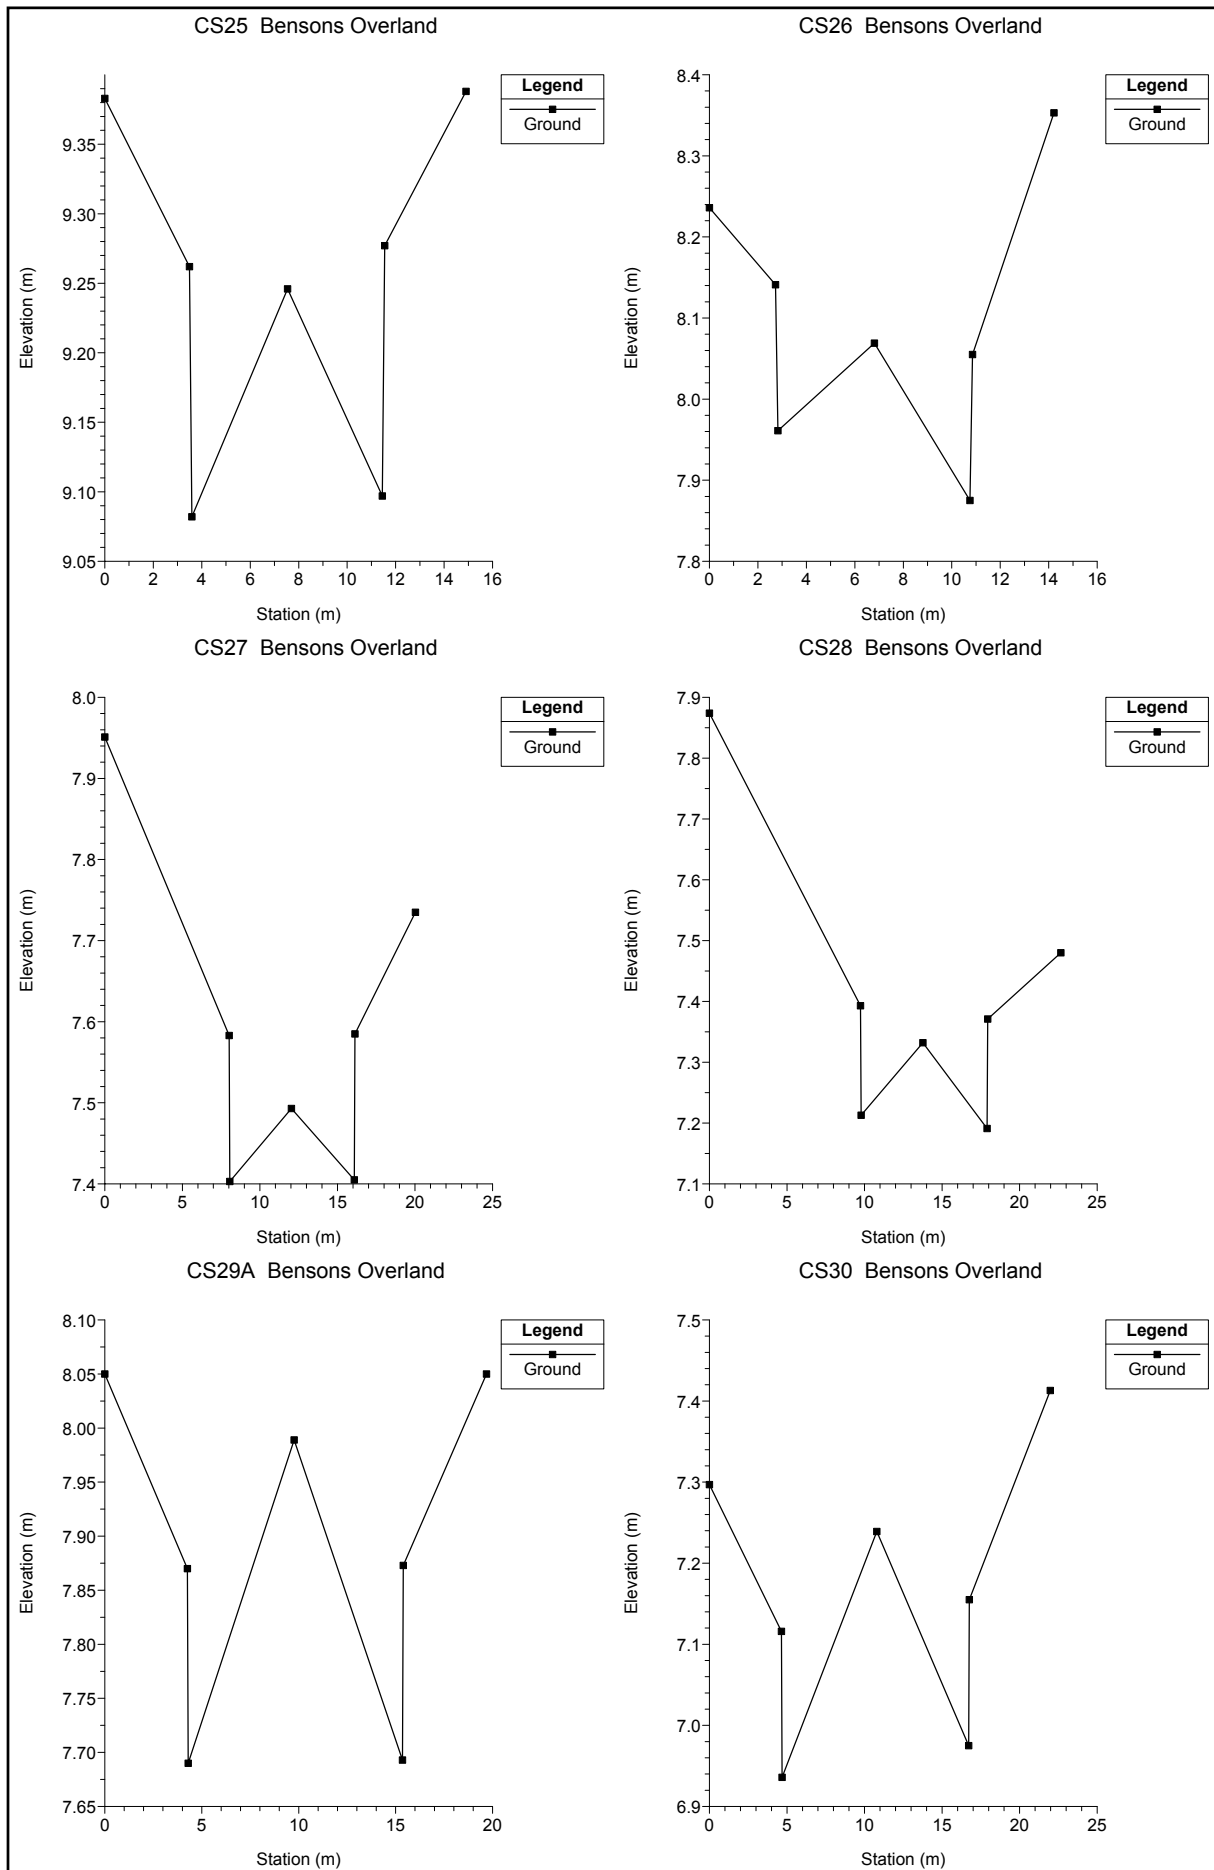 CS25 Bensons Overland
Legend
Ground
Elevation (m)
9.35
9.30
9.25
9.20
9.15
9.10
9.05
0 2 4 6 8 10 12 14 16
Station (m)
CS26 Bensons Overland
Legend
Ground
Elevation (m)
8.4
8.3
8.2
8.1
8.0
7.9
7.8
0 2 4 6 8 10 12 14 16
Station (m)
CS27 Bensons Overland
Legend
Ground
Elevation (m)
8.0
7.9
7.8
7.7
7.6
7.5
7.4
0 5 10 15 20 25
Station (m)
CS28 Bensons Overland
Legend
Ground
Elevation (m)
7.9
7.8
7.7
7.6
7.5
7.4
7.3
7.2
7.1
0 5 10 15 20 25
Station (m)
CS29A Bensons Overland
Legend
Ground
Elevation (m)
8.10
8.05
8.00
7.95
7.90
7.85
7.80
7.75
7.70
7.65
0 5 10 15 20
Station (m)
CS30 Bensons Overland
Legend
Ground
Elevation (m)
7.5
7.4
7.3
7.2
7.1
7.0
6.9
0 5 10 15 20 25
Station (m)